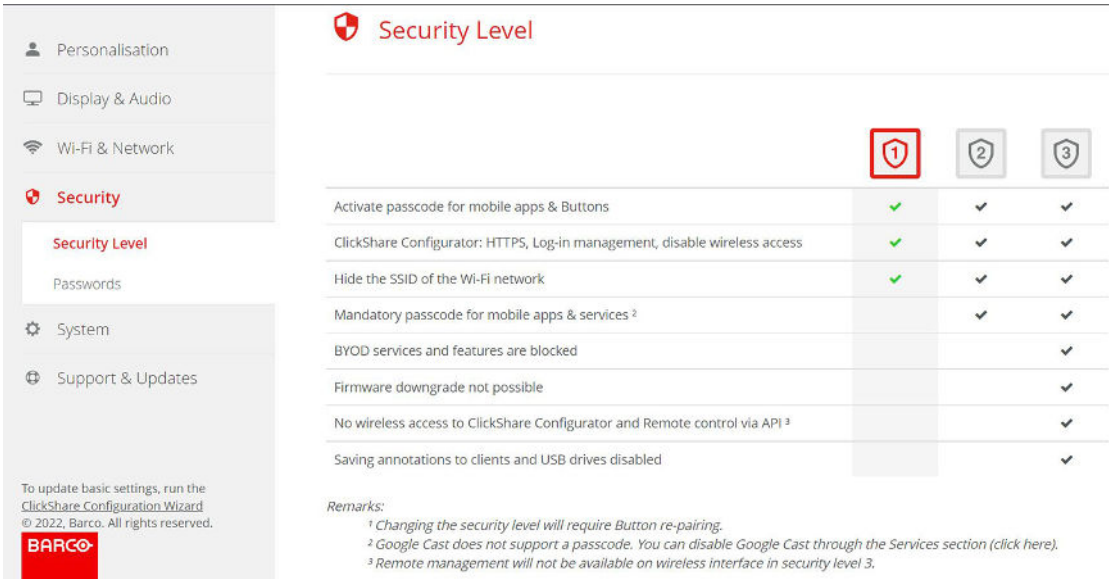 Personalisation
Display & Audio
Wi-Fi & Network
Security
Security Level
Passwords
System
Support & Updates
To update basic settings, run the
ClickShare Configuration Wizard
© 2022, Barco. All rights reserved.
BARCO
Security Level
1 2 3
Activate passcode for mobile apps & Buttons
ClickShare Configurator: HTTPS, Log-in management, disable wireless access
Hide the SSID of the Wi-Fi network
Mandatory passcode for mobile apps & services ²
BYOD services and features are blocked
Firmware downgrade not possible
No wireless access to ClickShare Configurator and Remote control via API ³
Saving annotations to clients and USB drives disabled
Remarks:
¹ Changing the security level will require Button re-pairing.
² Google Cast does not support a passcode. You can disable Google Cast through the Services section (click here).
³ Remote management will not be available on wireless interface in security level 3.